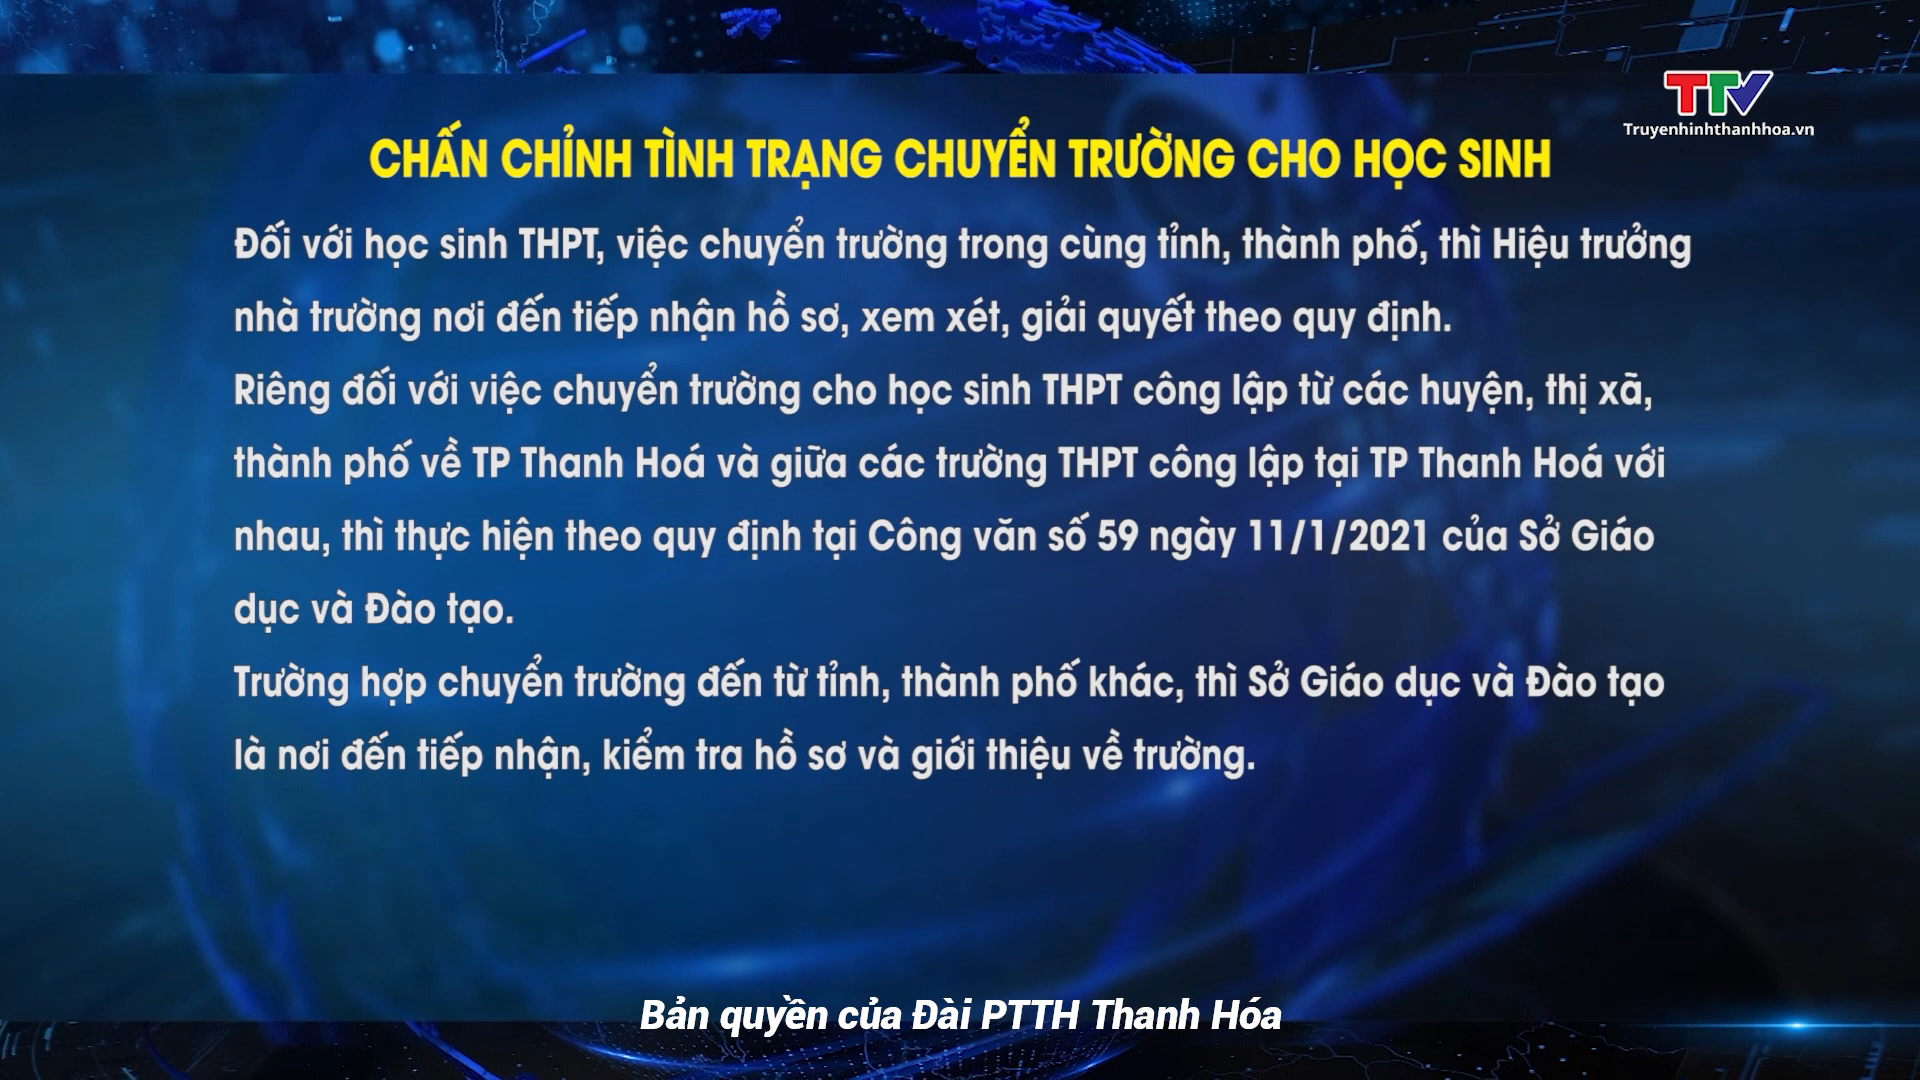 TTV
Truyenhinhthanhhoa.vn
CHẤN CHỈNH TÌNH TRẠNG CHUYỂN TRƯỜNG CHO HỌC SINH
Đối với học sinh THPT, việc chuyển trường trong cùng tỉnh, thành phố, thì Hiệu trưởng
nhà trường nơi đến tiếp nhận hồ sơ, xem xét, giải quyết theo quy định.
Riêng đối với việc chuyển trường cho học sinh THPT công lập từ các huyện, thị xã,
thành phố về TP Thanh Hoá và giữa các trường THPT công lập tại TP Thanh Hoá với
nhau, thì thực hiện theo quy định tại Công văn số 59 ngày 11/1/2021 của Sở Giáo
dục và Đào tạo.
Trường hợp chuyển trường đến từ tỉnh, thành phố khác, thì Sở Giáo dục và Đào tạo
là nơi đến tiếp nhận, kiểm tra hồ sơ và giới thiệu về trường.
Bản quyền của Đài PTTH Thanh Hóa